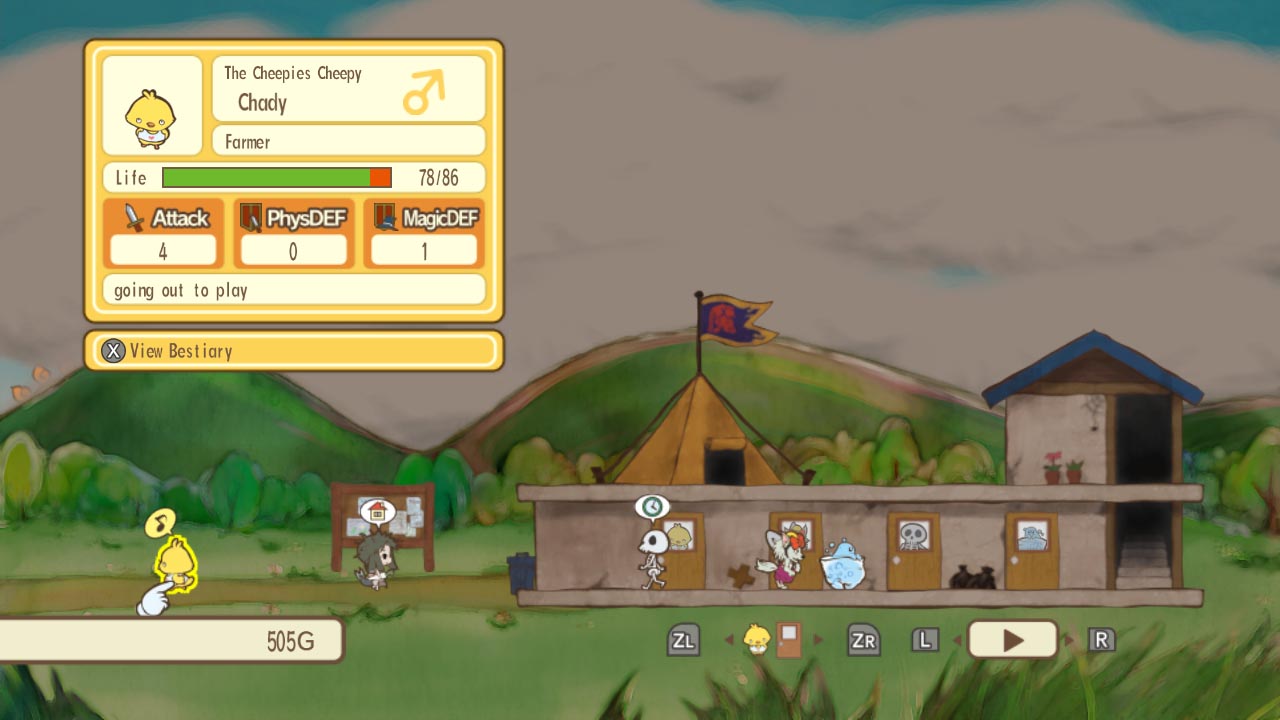 The Cheepies Cheepy
Chady
Farmer
Life 78/86
Attack PhysDEF MagicDEF
4 0 1
going out to play
X View Bestiary
505G
ZL ZR L R